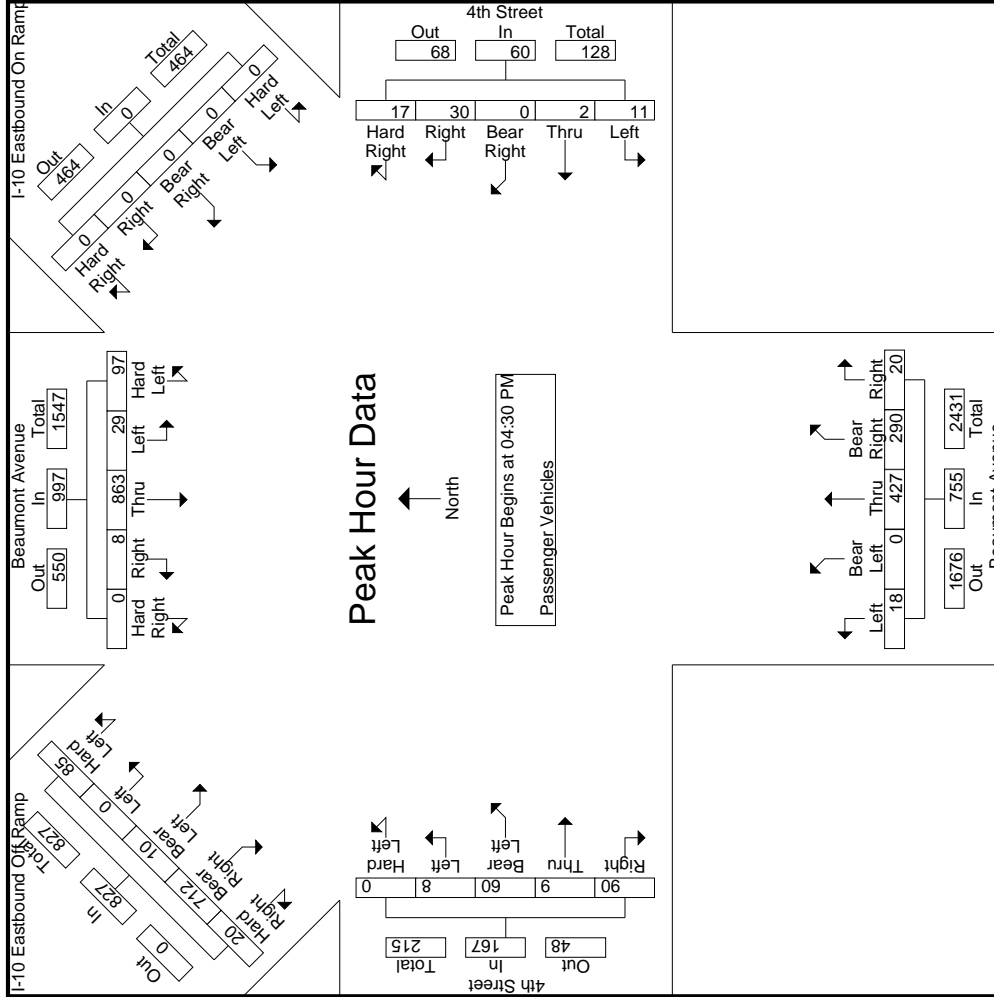 I-10 Eastbound On Ramp
Out
464
In
0
Total
464
0
0
0
0
0
Hard
Right
Right
Bear
Right
Bear
Left
Hard
Left
4th Street
Out
In
Total
68
60
128
17
30
0
2
11
Hard
Right
Right
Bear
Right
Thru
Left
Beaumont Avenue
Out
In
Total
550
997
1547
0
8
863
29
97
Hard
Right
Right
Thru
Left
Hard
Left
Peak Hour Data
North
Peak Hour Begins at 04:30 PM
Passenger Vehicles
Left
Bear
Left
Thru
Bear
Right
Right
18
0
427
290
20
1676
755
2431
Out
In
Total
Beaumont Avenue
I-10 Eastbound Off Ramp
Total
827
In
827
Out
0
85
0
10
712
20
Hard
Left
Left
Bear
Left
Bear
Right
Hard
Right
Right
Thru
Bear
Left
Left
Hard
Left
90
9
60
8
0
48
167
215
Out
In
Total
4th Street